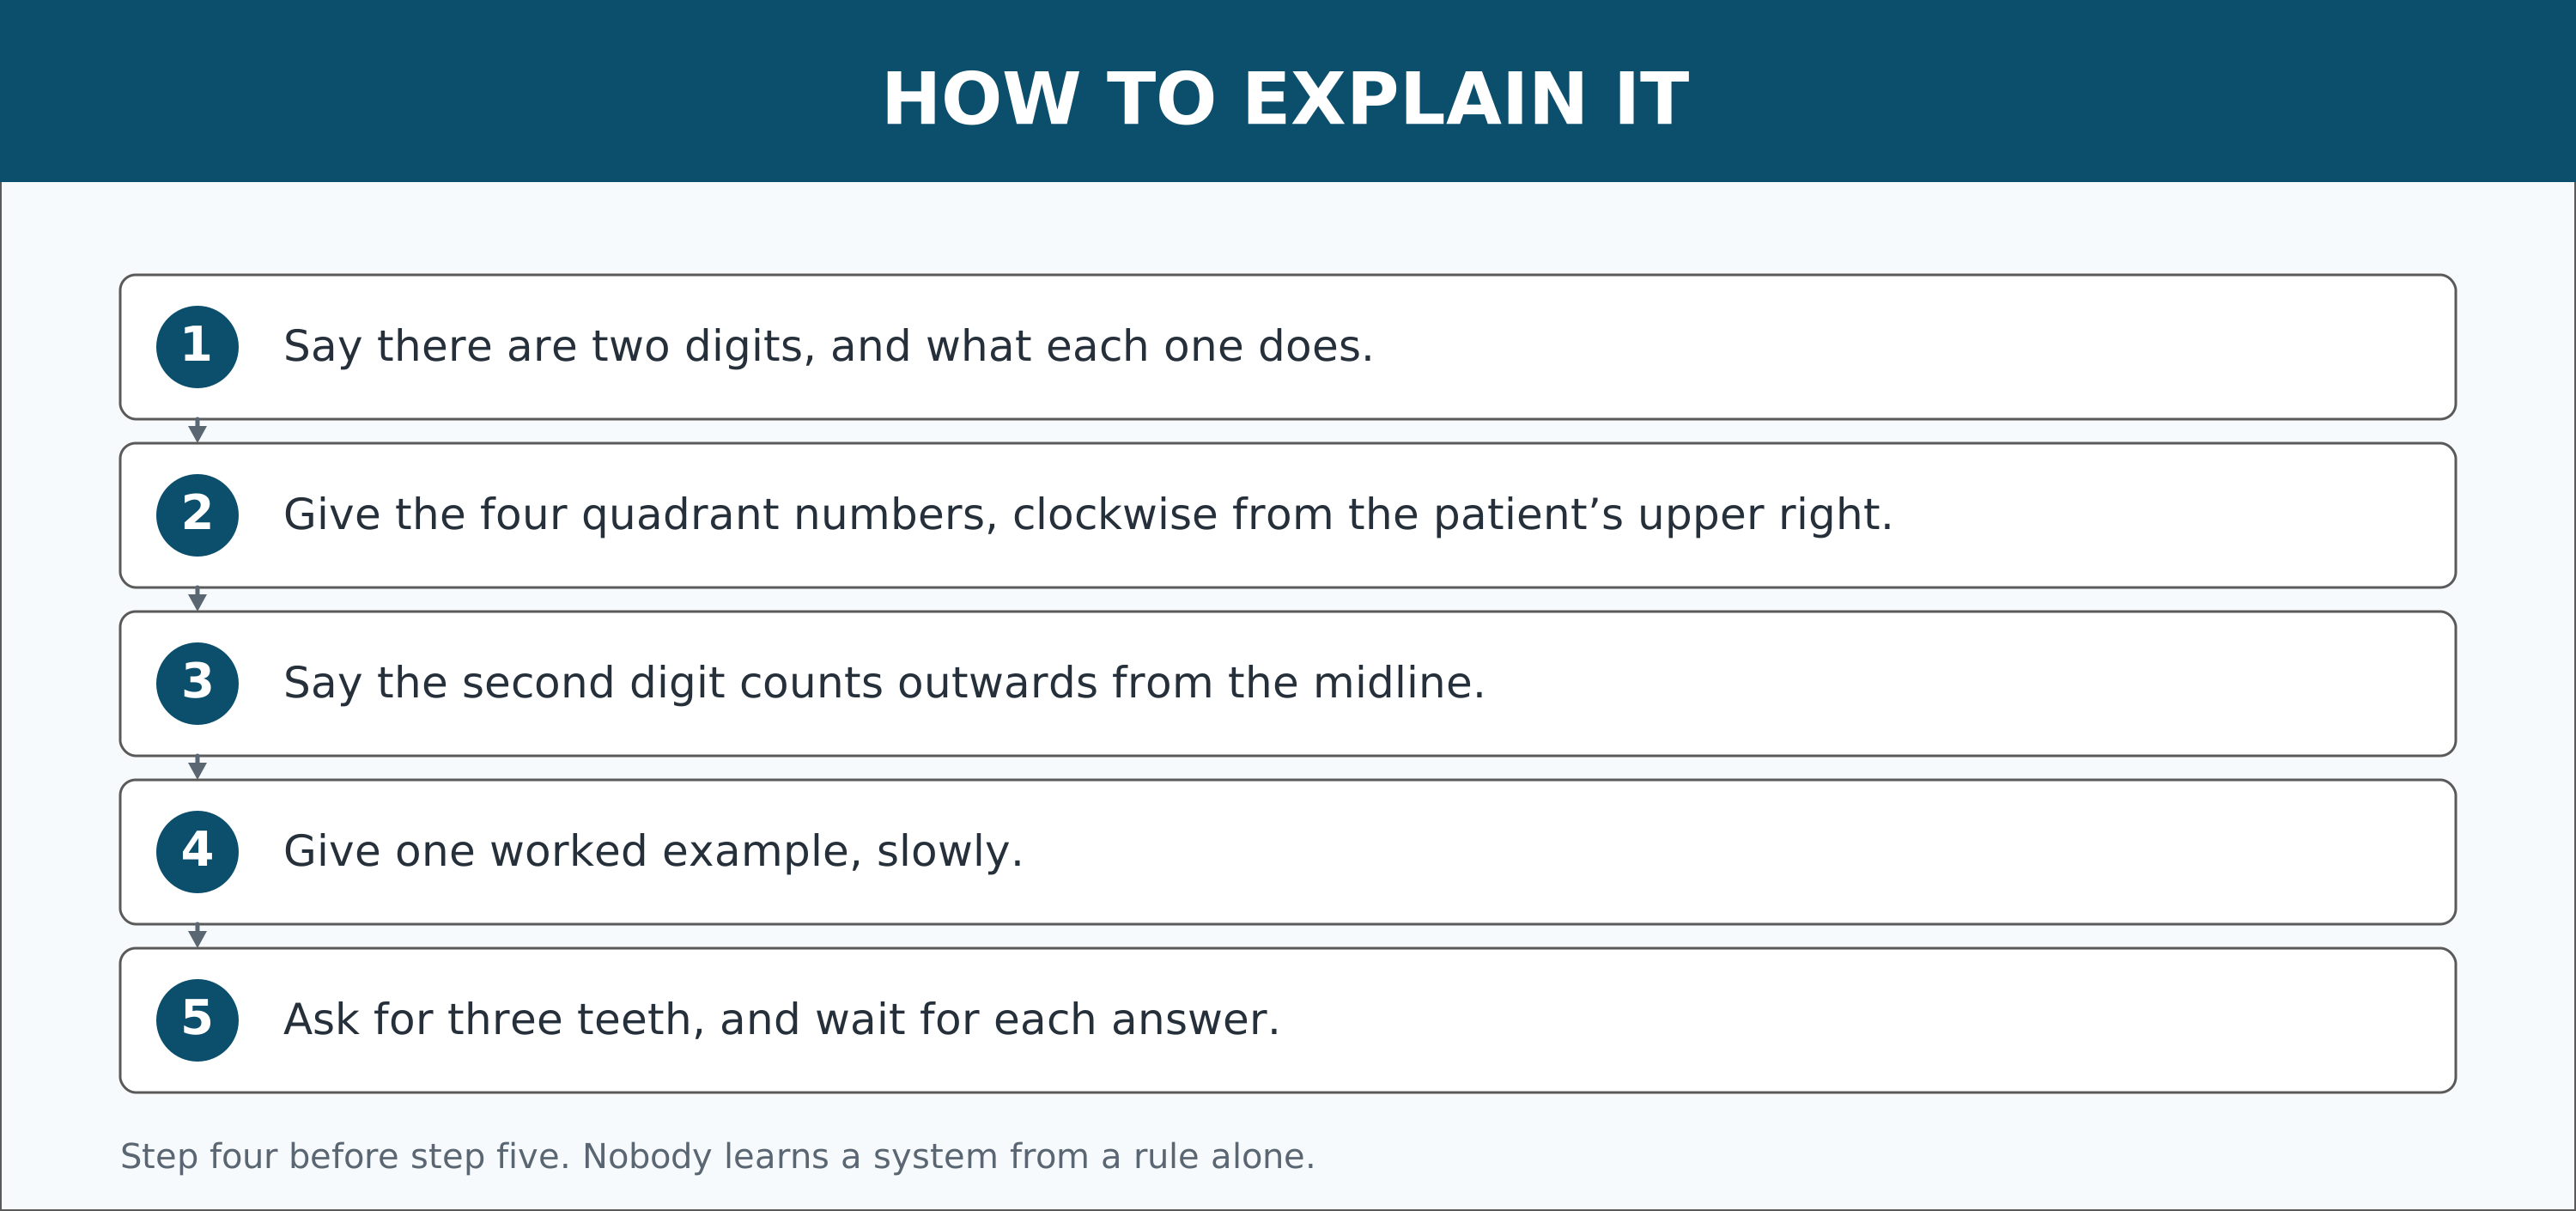 HOW TO EXPLAIN IT
1 Say there are two digits, and what each one does.
2 Give the four quadrant numbers, clockwise from the patient’s upper right.
3 Say the second digit counts outwards from the midline.
4 Give one worked example, slowly.
5 Ask for three teeth, and wait for each answer.
Step four before step five. Nobody learns a system from a rule alone.